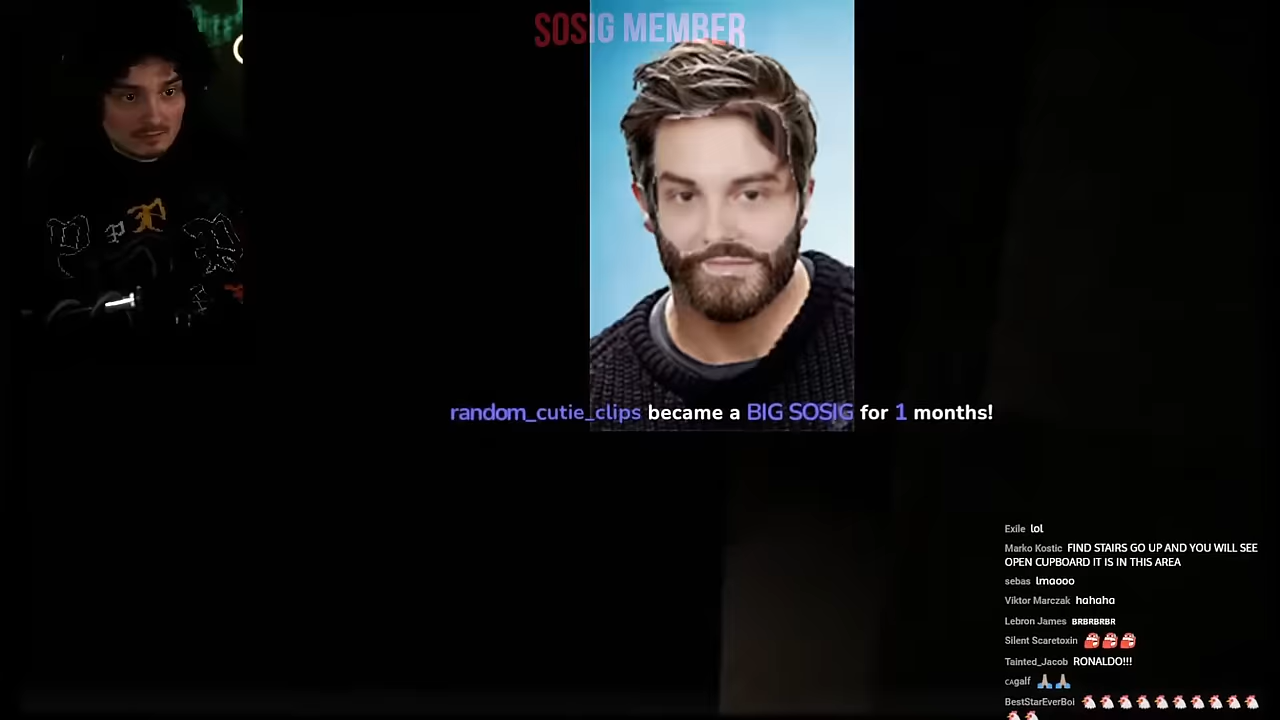 SOSIG MEMBER
random_cutie_clips became a BIG SOSIG for 1 months!
Exile lol
Marko Kostic FIND STAIRS GO UP AND YOU WILL SEE
OPEN CUPBOARD IT IS IN THIS AREA
sebas lmaooo
Viktor Marczak hahaha
Lebron James BRBRBRBR
Silent Scaretoxin
Tainted_Jacob RONALDO!!!
cagalf 🙏🏼🙏🏼
BestStarEverBoi 🐔🐔🐔🐔🐔🐔🐔🐔🐔🐔
🐔🐔